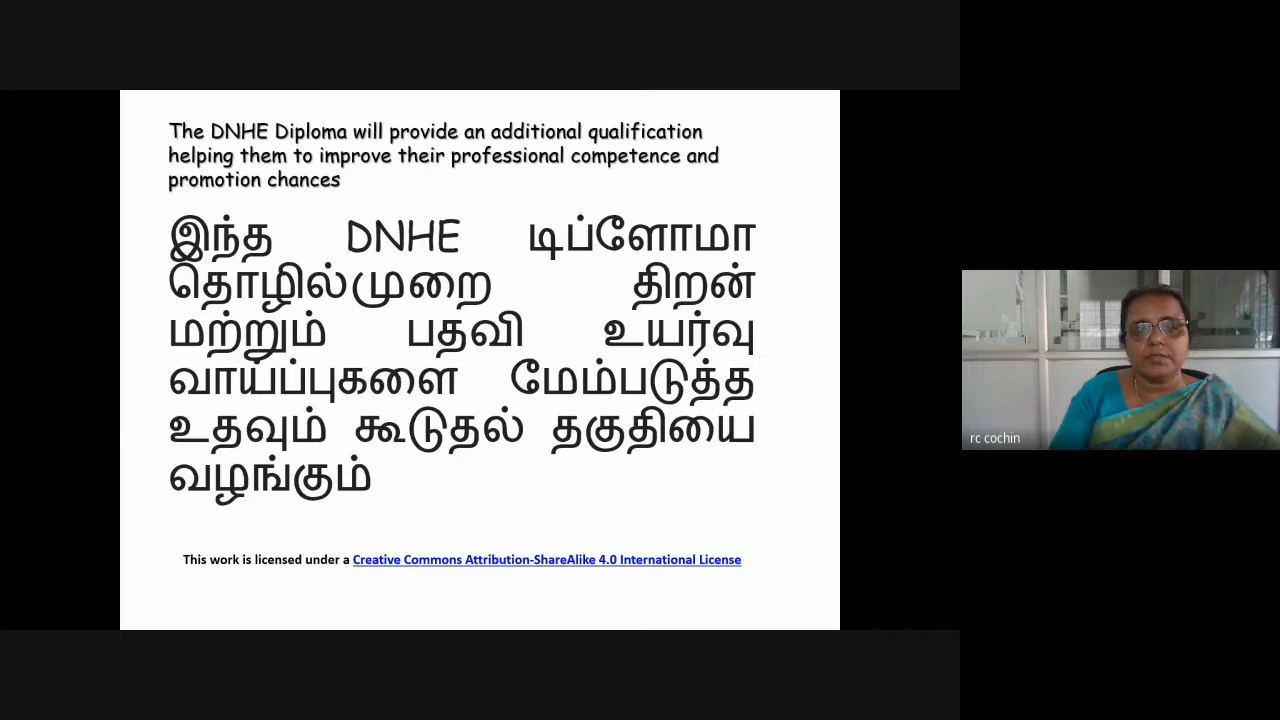 The DNHE Diploma will provide an additional qualification
helping them to improve their professional competence and
promotion chances
இந்த DNHE டிப்ளோமா
தொழில்முறை திறன்
மற்றும் பதவி உயர்வு
வாய்ப்புகளை மேம்படுத்த
உதவும் கூடுதல் தகுதியை
வழங்கும்
This work is licensed under a Creative Commons Attribution-ShareAlike 4.0 International License
rc cochin